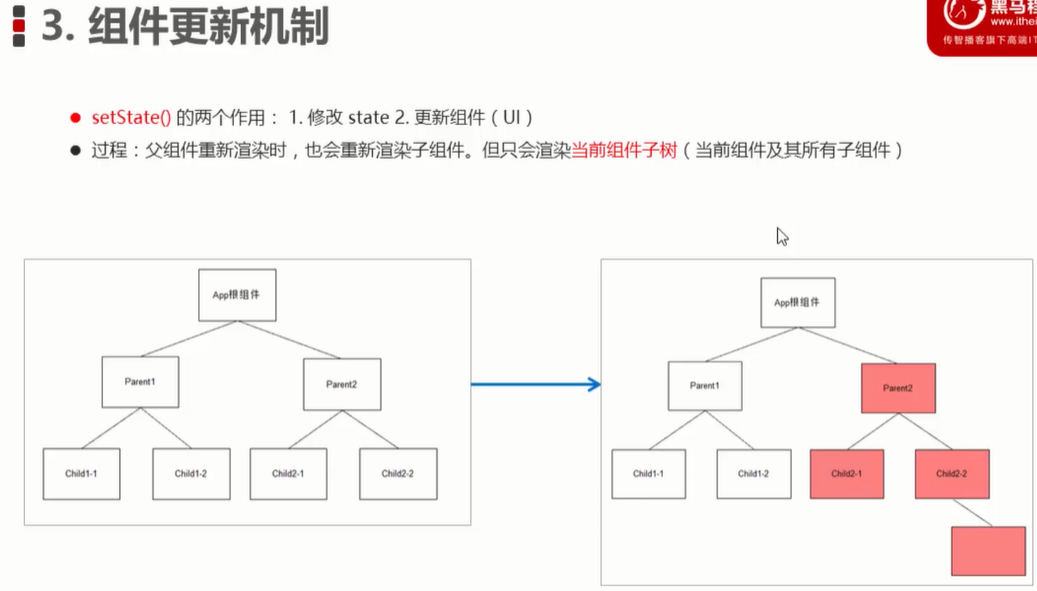 3. 组件更新机制
黑马程
www.ithei
传智播客旗下高端IT
setState() 的两个作用： 1. 修改 state 2. 更新组件（ UI ）
过程：父组件重新渲染时，也会重新渲染子组件。但只会渲染当前组件子树（ 当前组件及其所有子组件 ）
App根组件
Parent1
Parent2
Child1-1
Child1-2
Child2-1
Child2-2
App根组件
Parent1
Parent2
Child1-1
Child1-2
Child2-1
Child2-2